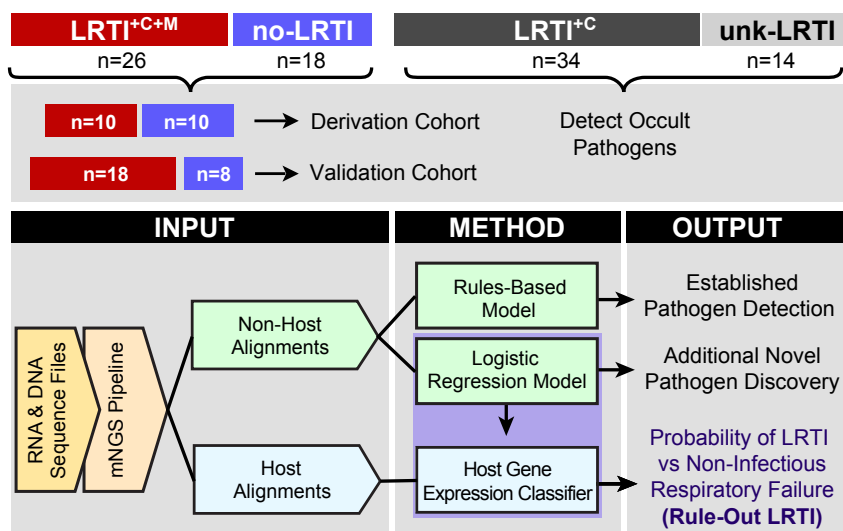 LRTI+C+M no-LRTI LRTI+C unk-LRTI
n=26 n=18 n=34 n=14
n=10 n=10 Derivation Cohort
n=18 n=8 Validation Cohort
Detect Occult
Pathogens
INPUT METHOD OUTPUT
RNA & DNA
Sequence Files
mNGS Pipeline
Non-Host
Alignments
Host
Alignments
Rules-Based
Model
Logistic
Regression Model
Host Gene
Expression Classifier
Established
Pathogen Detection
Additional Novel
Pathogen Discovery
Probability of LRTI
vs Non-Infectious
Respiratory Failure
(Rule-Out LRTI)